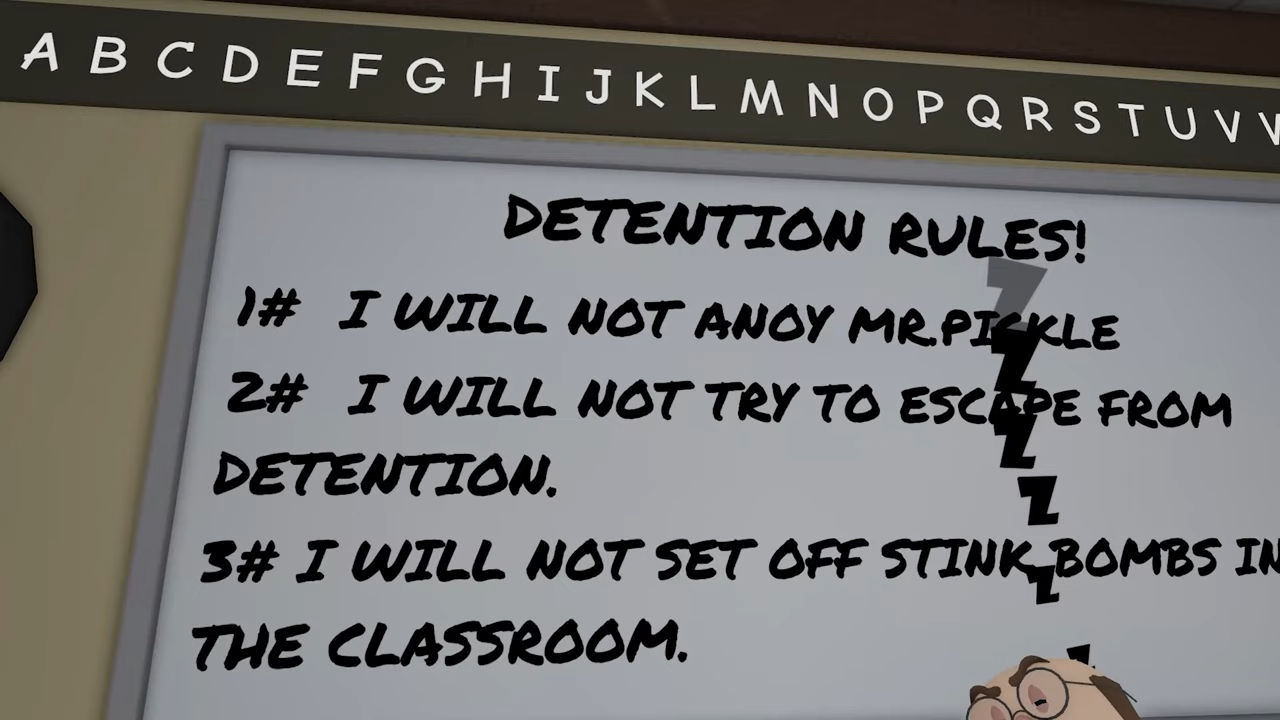 A B C D E F G H I J K L M N O P Q R S T U V
DETENTION RULES!
1# I WILL NOT ANOY MR.PICKLE
2# I WILL NOT TRY TO ESCAPE FROM
DETENTION.
3# I WILL NOT SET OFF STINK BOMBS IN
THE CLASSROOM.
Z
Z
Z
Z
Z